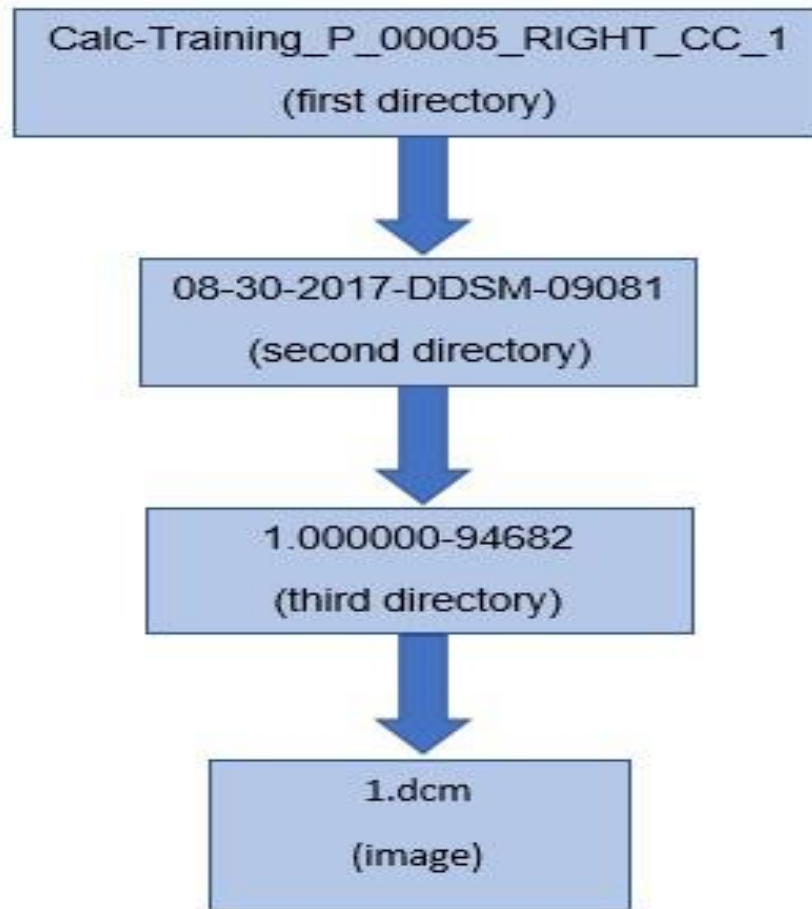 Calc-Training_P_00005_RIGHT_CC_1
(first directory)
08-30-2017-DDSM-09081
(second directory)
1.000000-94682
(third directory)
1.dcm
(image)